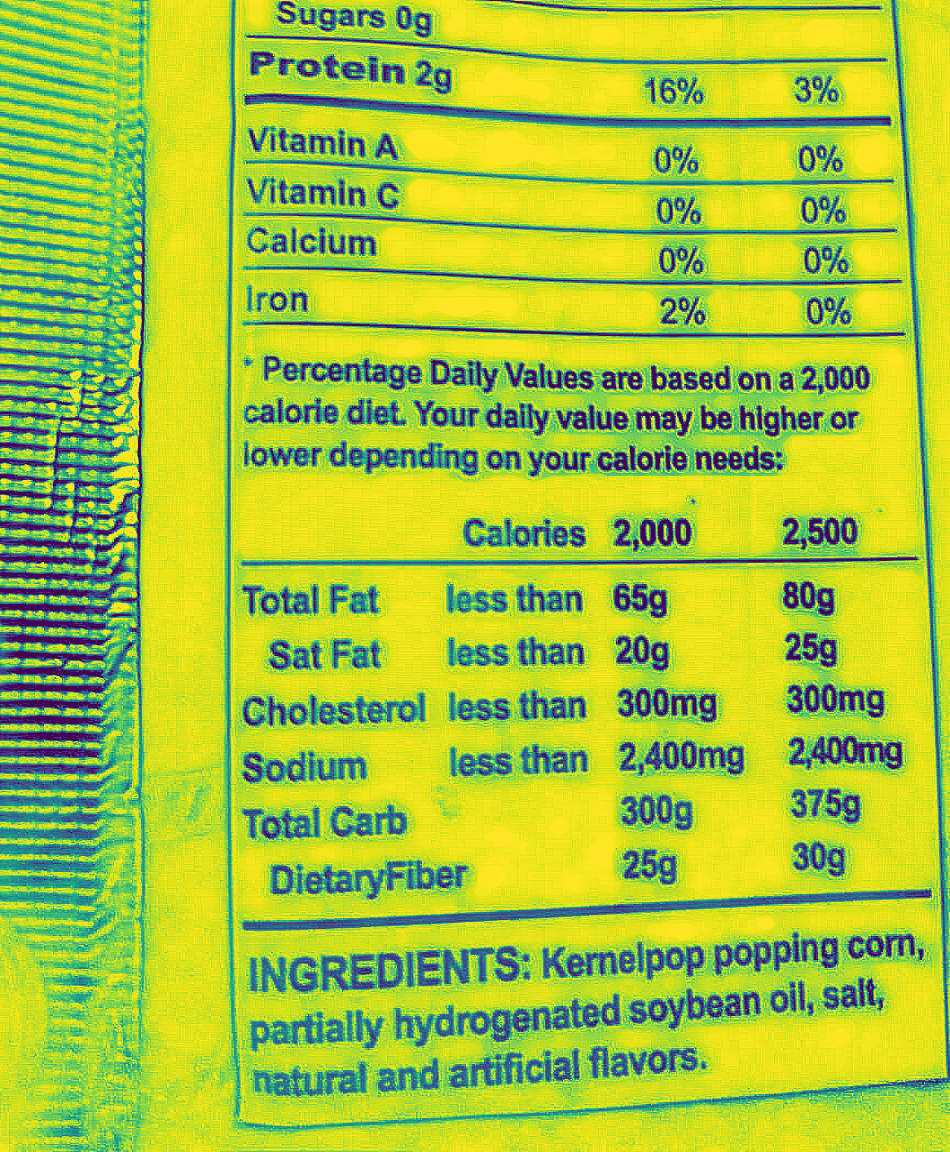 Sugars 0g
Protein 2g 16% 3%
Vitamin A 0% 0%
Vitamin C 0% 0%
Calcium 0% 0%
Iron 2% 0%
* Percentage Daily Values are based on a 2,000
calorie diet. Your daily value may be higher or
lower depending on your calorie needs:
Calories 2,000 2,500
Total Fat less than 65g 80g
Sat Fat less than 20g 25g
Cholesterol less than 300mg 300mg
Sodium less than 2,400mg 2,400mg
Total Carb 300g 375g
DietaryFiber 25g 30g
INGREDIENTS: Kernelpop popping corn,
partially hydrogenated soybean oil, salt,
natural and artificial flavors.